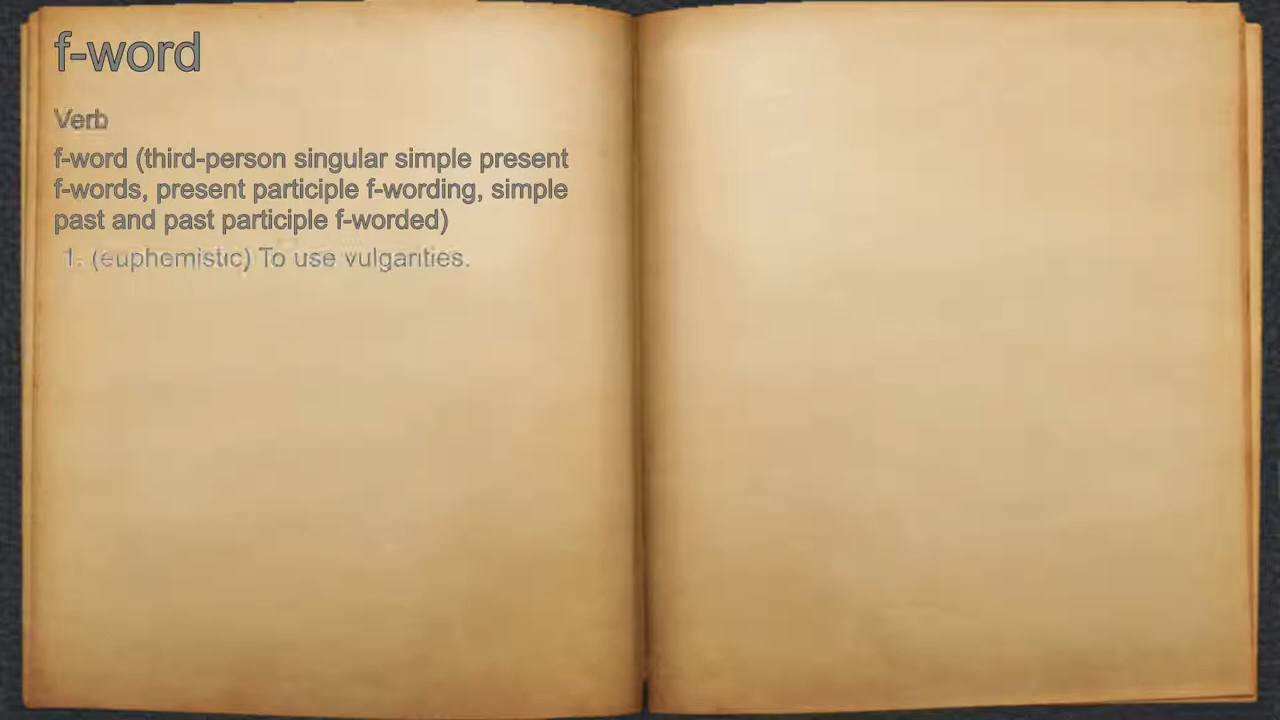 f-word
Verb
f-word (third-person singular simple present
f-words, present participle f-wording, simple
past and past participle f-worded)
1. (euphemistic) To use vulgarities.